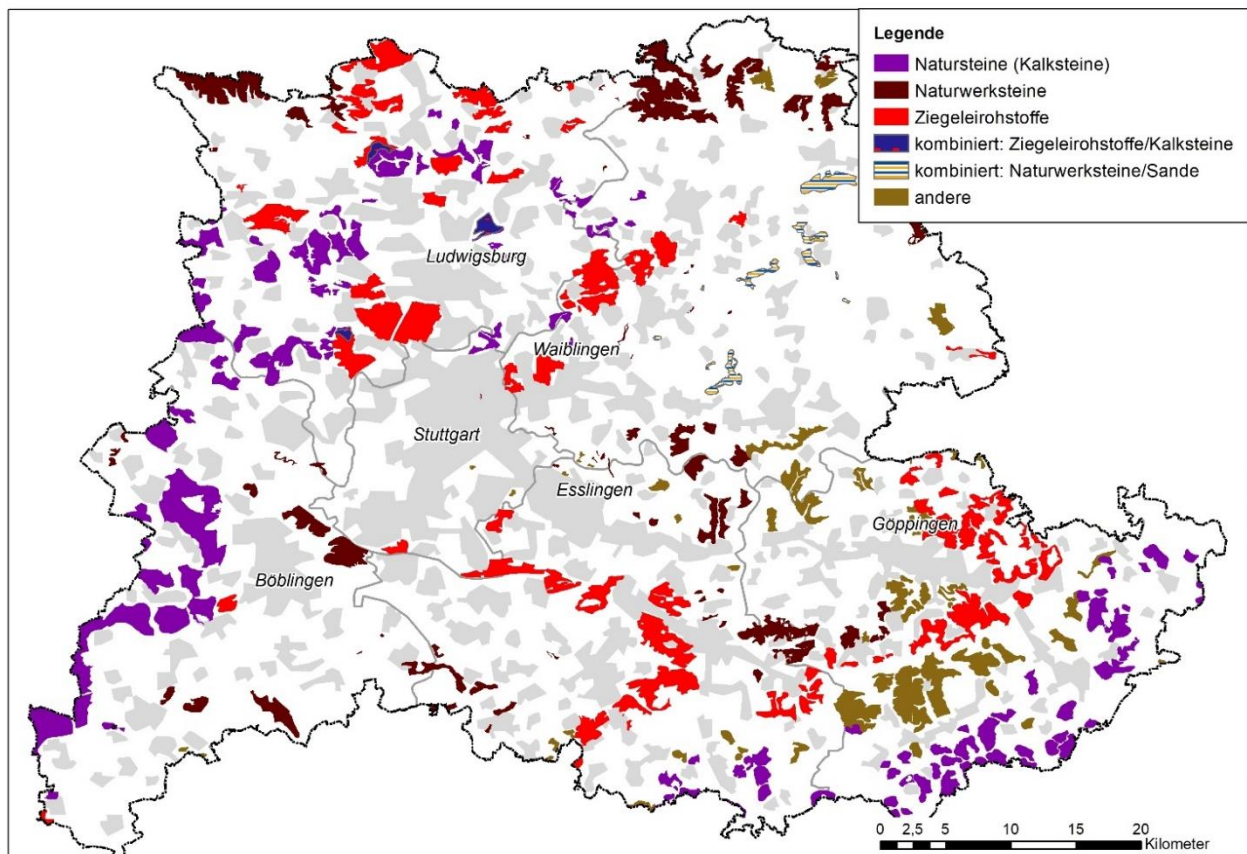 Legende
Natursteine (Kalksteine)
Naturwerksteine
Ziegeleirohstoffe
kombiniert: Ziegeleirohstoffe/Kalksteine
kombiniert: Naturwerksteine/Sande
andere
Ludwigsburg
Waiblingen
Stuttgart
Esslingen
Göppingen
Böblingen
0 2,5 5 10 15 20
Kilometer